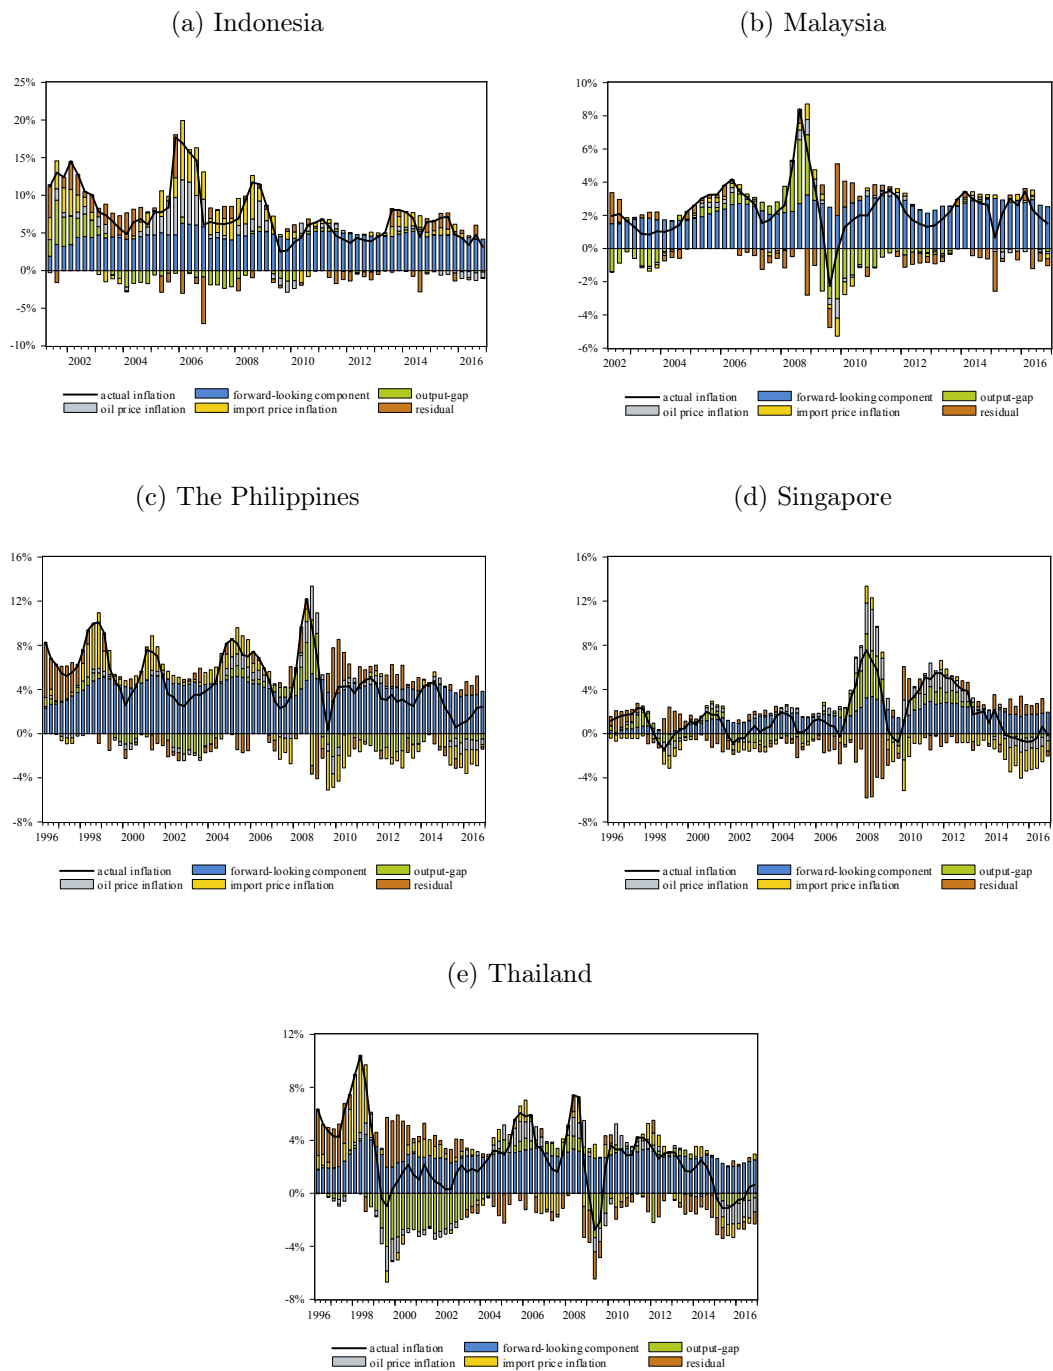 (a) Indonesia
(b) Malaysia
25%
20%
15%
10%
5%
0%
-5%
-10%
2002 2004 2006 2008 2010 2012 2014 2016
actual inflation forward-looking component output-gap
oil price inflation import price inflation residual
10%
8%
6%
4%
2%
0%
-2%
-4%
-6%
2002 2004 2006 2008 2010 2012 2014 2016
actual inflation forward-looking component output-gap
oil price inflation import price inflation residual
(c) The Philippines
(d) Singapore
16%
12%
8%
4%
0%
-4%
-8%
1996 1998 2000 2002 2004 2006 2008 2010 2012 2014 2016
actual inflation forward-looking component output-gap
oil price inflation import price inflation residual
16%
12%
8%
4%
0%
-4%
-8%
1996 1998 2000 2002 2004 2006 2008 2010 2012 2014 2016
actual inflation forward-looking component output-gap
oil price inflation import price inflation residual
(e) Thailand
12%
8%
4%
0%
-4%
-8%
1996 1998 2000 2002 2004 2006 2008 2010 2012 2014 2016
actual inflation forward-looking component output-gap
oil price inflation import price inflation residual